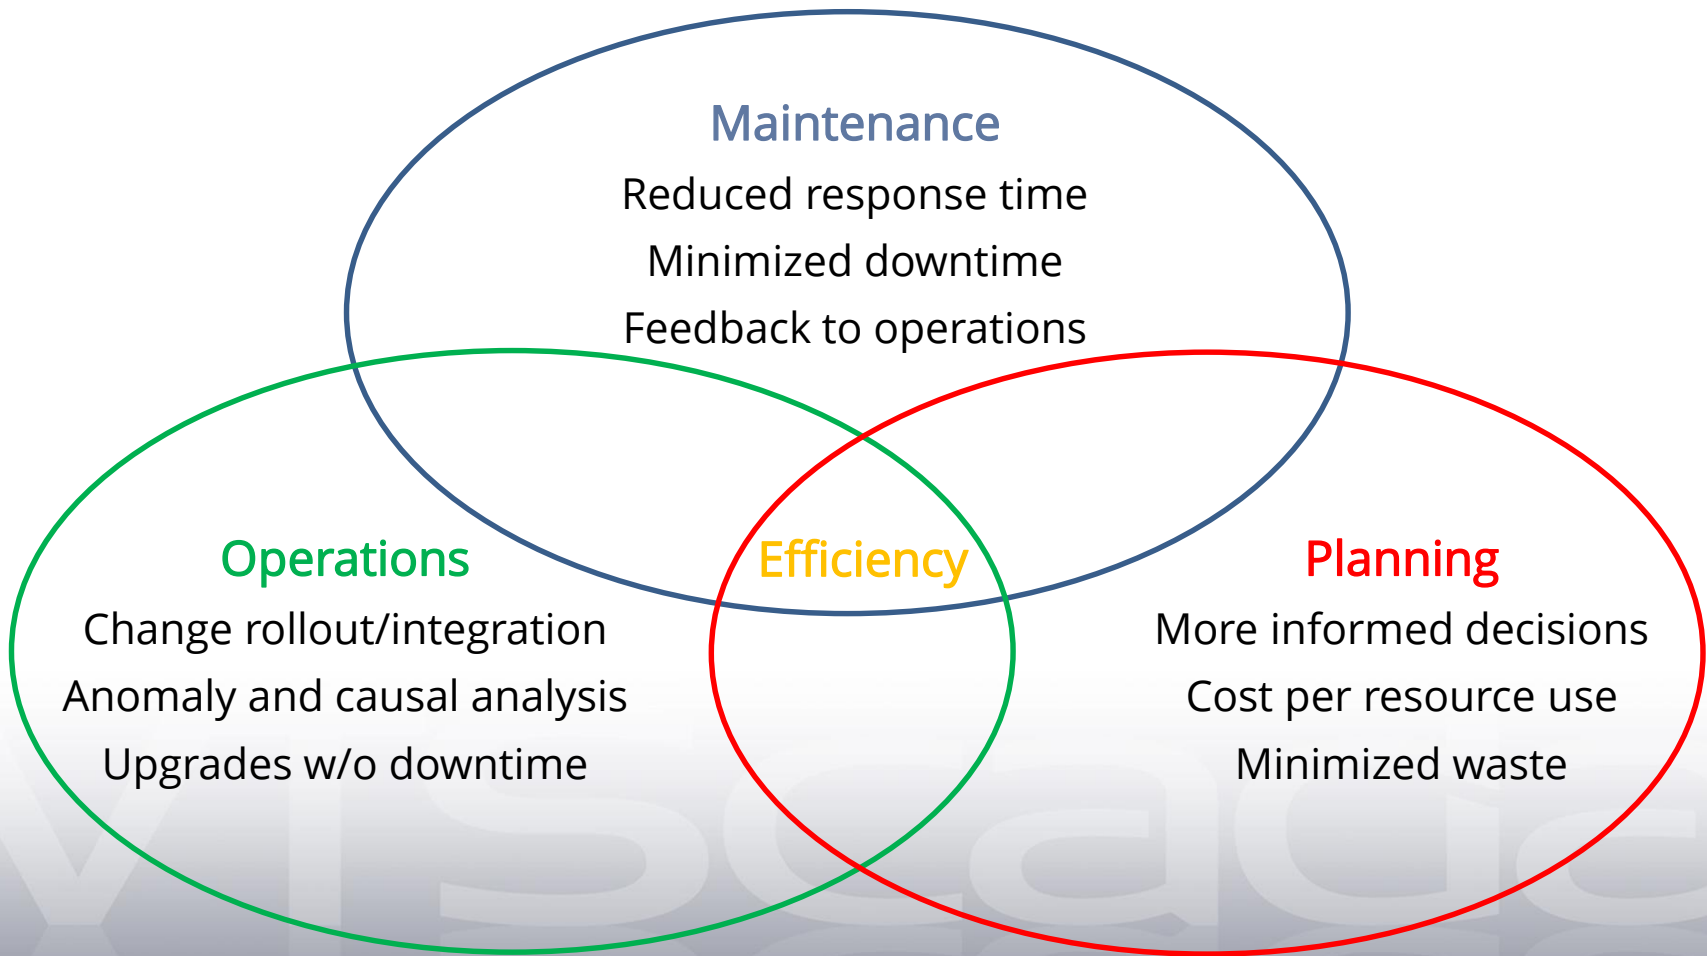 Maintenance
Reduced response time
Minimized downtime
Feedback to operations
Operations
Change rollout/integration
Anomaly and causal analysis
Upgrades w/o downtime
Efficiency
Planning
More informed decisions
Cost per resource use
Minimized waste